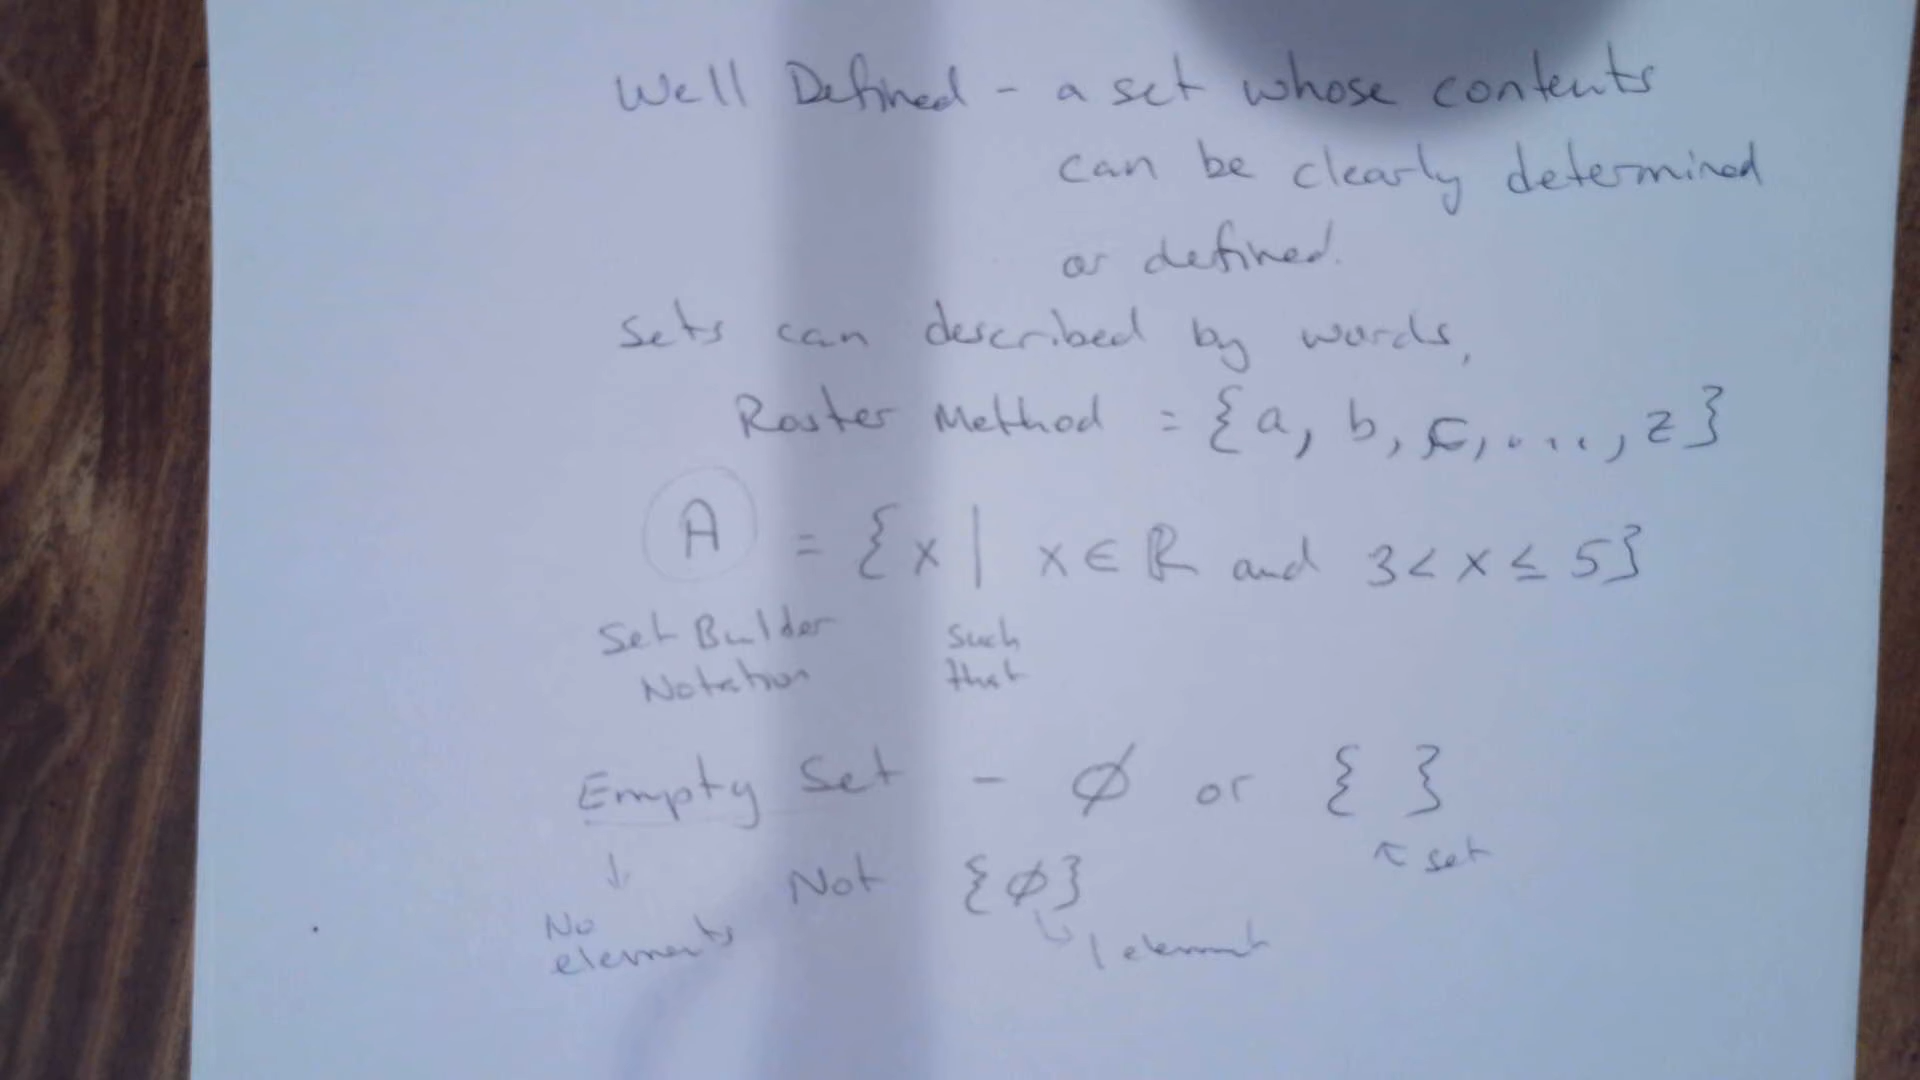 Well Defined - a set whose contents
can be clearly determined
or defined.
Sets can described by words,
Roster Method = {a, b, c, ..., z}
A = {x | x ∈ ℝ and 3 < x ≤ 5}
Set Builder such
Notation that
Empty Set - ∅ or { }
↓ Not {∅} ↖ set
No
elements ↳ 1 element